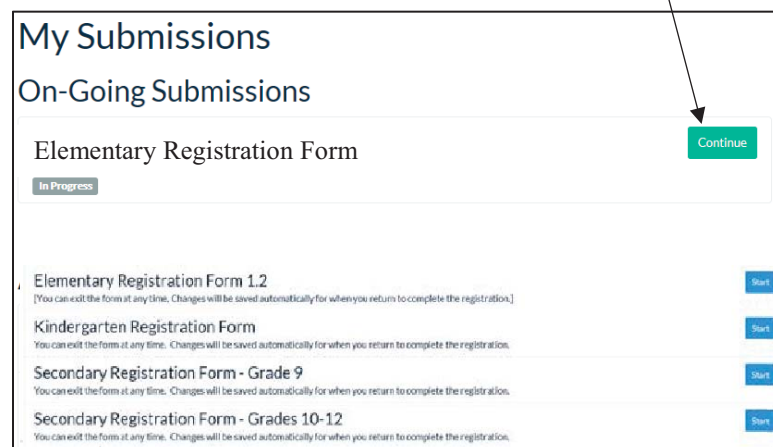 My Submissions
On-Going Submissions
Elementary Registration Form
Continue
In Progress
Elementary Registration Form 1.2
Start
[You can exit the form at any time. Changes will be saved automatically for when you return to complete the registration.]
Kindergarten Registration Form
Start
You can exit the form at any time. Changes will be saved automatically for when you return to complete the registration.
Secondary Registration Form - Grade 9
Start
You can exit the form at any time. Changes will be saved automatically for when you return to complete the registration.
Secondary Registration Form - Grades 10-12
Start
You can exit the form at any time. Changes will be saved automatically for when you return to complete the registration.